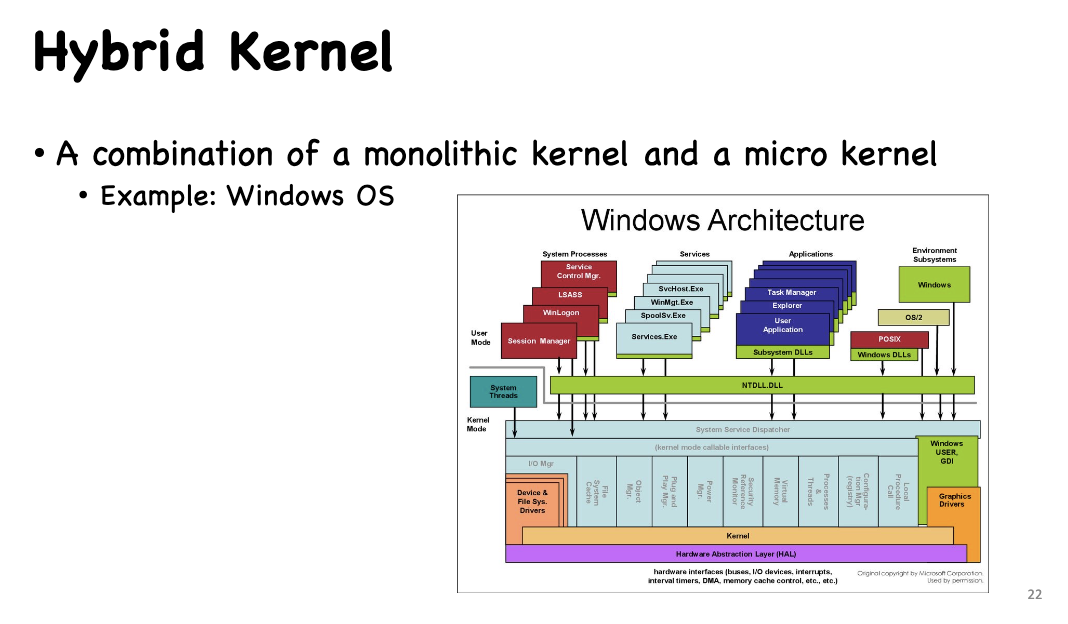 Hybrid Kernel
• A combination of a monolithic kernel and a micro kernel
• Example: Windows OS
Windows Architecture
System Processes
Services
Applications
Environment
Subsystems
Service
Control Mgr.
LSASS
WinLogon
Session Manager
SvcHost.Exe
WinMgt.Exe
SpoolSv.Exe
Services.Exe
Task Manager
Explorer
User
Application
Subsystem DLLs
Windows
OS/2
POSIX
Windows DLLs
User
Mode
System
Threads
NTDLL.DLL
Kernel
Mode
System Service Dispatcher
(kernel mode callable interfaces)
Windows
USER,
GDI
I/O Mgr
Device &
File Sys.
Drivers
File
System
Cache
Object
Mgr.
Plug and
Play Mgr.
Power
Mgr.
Security
Reference
Monitor
Virtual
Memory
Processes
&
Threads
Configura-
tion Mgr
(registry)
Local
Procedure
Call
Graphics
Drivers
Kernel
Hardware Abstraction Layer (HAL)
hardware interfaces (buses, I/O devices, interrupts,
interval timers, DMA, memory cache control, etc., etc.)
Original copyright by Microsoft Corporation.
Used by permission.
22